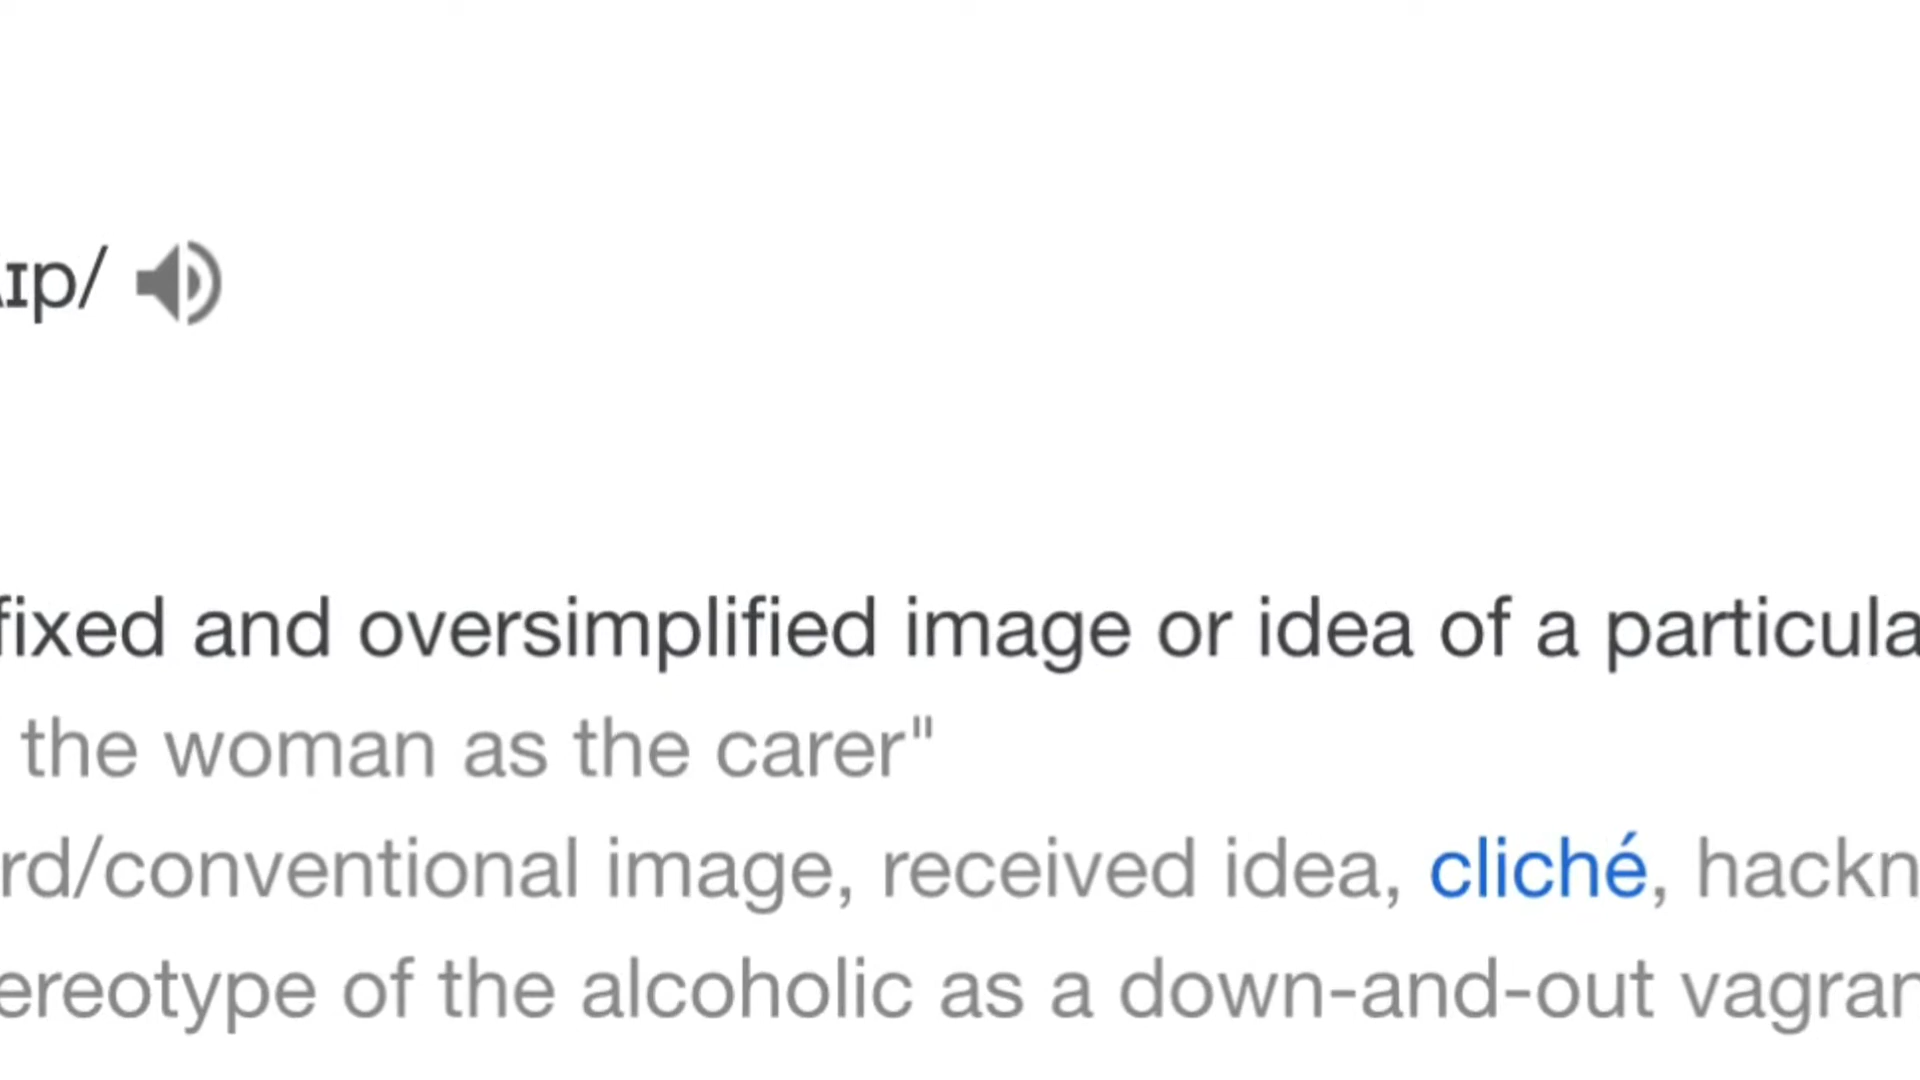 ɪp/
fixed and oversimplified image or idea of a particula
the woman as the carer"
rd/conventional image, received idea, cliché, hackn
ereotype of the alcoholic as a down-and-out vagran